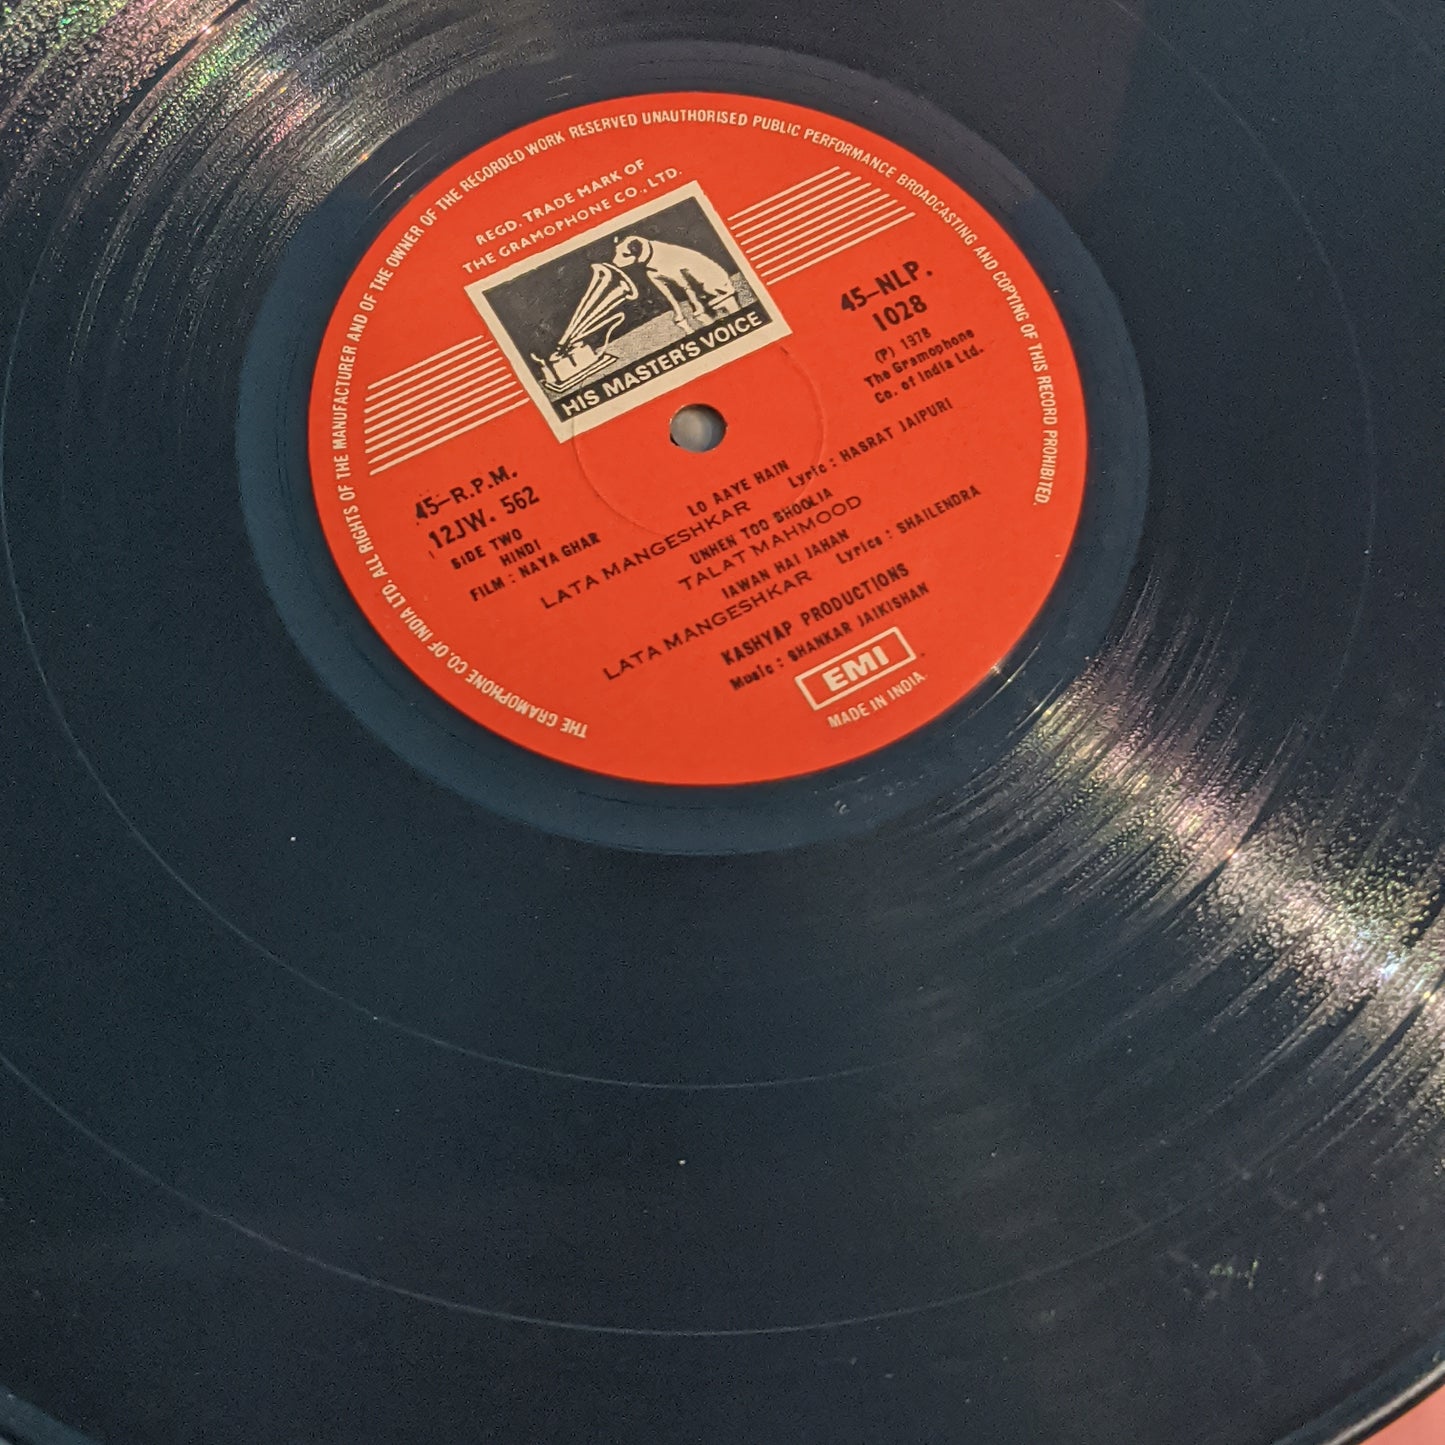 THE GRAMOPHONE CO. OF INDIA LTD. ALL RIGHTS OF THE MANUFACTURER AND OF THE OWNER OF THE RECORDED WORK RESERVED UNAUTHORISED PUBLIC PERFORMANCE BROADCASTING AND COPYING OF THIS RECORD PROHIBITED.
REGD. TRADE MARK OF
THE GRAMOPHONE CO., LTD.
HIS MASTER'S VOICE
45-NLP.
1028
(P) 1978
The Gramophone
Co. of India Ltd.
45-R.P.M.
12JW. 562
SIDE TWO
HINDI
FILM : NAYA GHAR
LO AAYE HAIN
LATA MANGESHKAR Lyric : HASRAT JAIPURI
UNHEN TOO BHOOLJA
TALAT MAHMOOD
JAWAN HAI JAHAN
LATA MANGESHKAR Lyrics : SHAILENDRA
KASHYAP PRODUCTIONS
Music : SHANKAR JAIKISHAN
EMI
MADE IN INDIA.